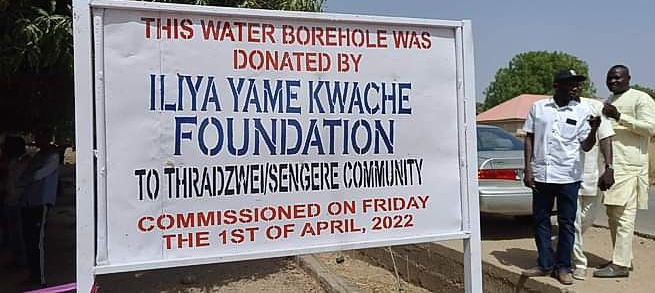 THIS WATER BOREHOLE WAS
DONATED BY
ILIYA YAME KWACHE
FOUNDATION
TO THRADZWEI/SENGERE COMMUNITY
COMMISSIONED ON FRIDAY
THE 1ST OF APRIL, 2022